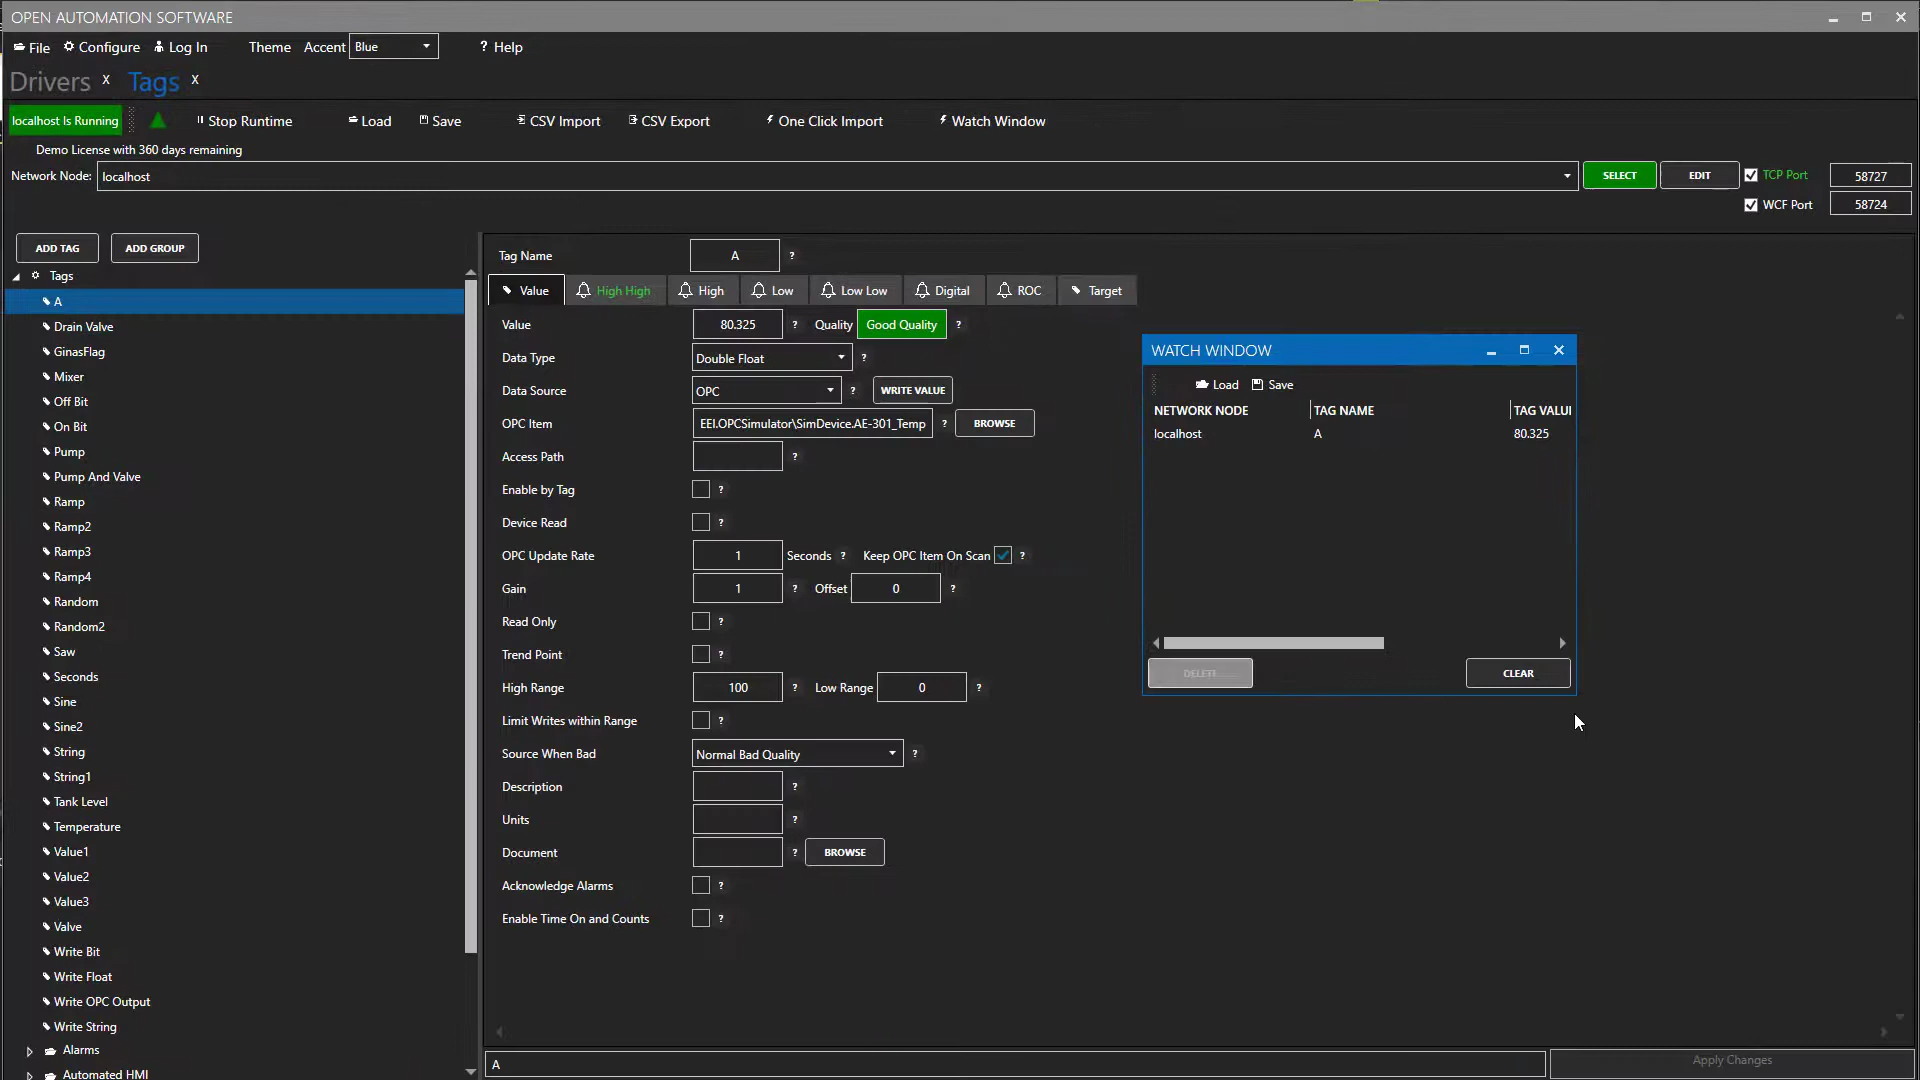 OPEN AUTOMATION SOFTWARE
File Configure Log In Theme Accent Blue ? Help
Drivers X Tags X
localhost Is Running Stop Runtime Load Save CSV Import CSV Export One Click Import Watch Window
Demo License with 360 days remaining
Network Node: localhost SELECT EDIT TCP Port 58727
WCF Port 58724
ADD TAG ADD GROUP
Tags
A
Drain Valve
GinasFlag
Mixer
Off Bit
On Bit
Pump
Pump And Valve
Ramp
Ramp2
Ramp3
Ramp4
Random
Random2
Saw
Seconds
Sine
Sine2
String
String1
Tank Level
Temperature
Value1
Value2
Value3
Valve
Write Bit
Write Float
Write OPC Output
Write String
Alarms
Automated HMI
Tag Name A ?
Value High High High Low Low Low Digital ROC Target
Value 80.325 ? Quality Good Quality ?
Data Type Double Float ?
Data Source OPC ? WRITE VALUE
OPC Item EEI.OPCSimulator\SimDevice.AE-301_Temp ? BROWSE
Access Path ?
Enable by Tag ?
Device Read ?
OPC Update Rate 1 Seconds ? Keep OPC Item On Scan ?
Gain 1 ? Offset 0 ?
Read Only ?
Trend Point ?
High Range 100 ? Low Range 0 ?
Limit Writes within Range ?
Source When Bad Normal Bad Quality ?
Description ?
Units ?
Document ? BROWSE
Acknowledge Alarms ?
Enable Time On and Counts ?
WATCH WINDOW
Load Save
NETWORK NODE TAG NAME TAG VALU
localhost A 80.325
DELETE CLEAR
A Apply Changes